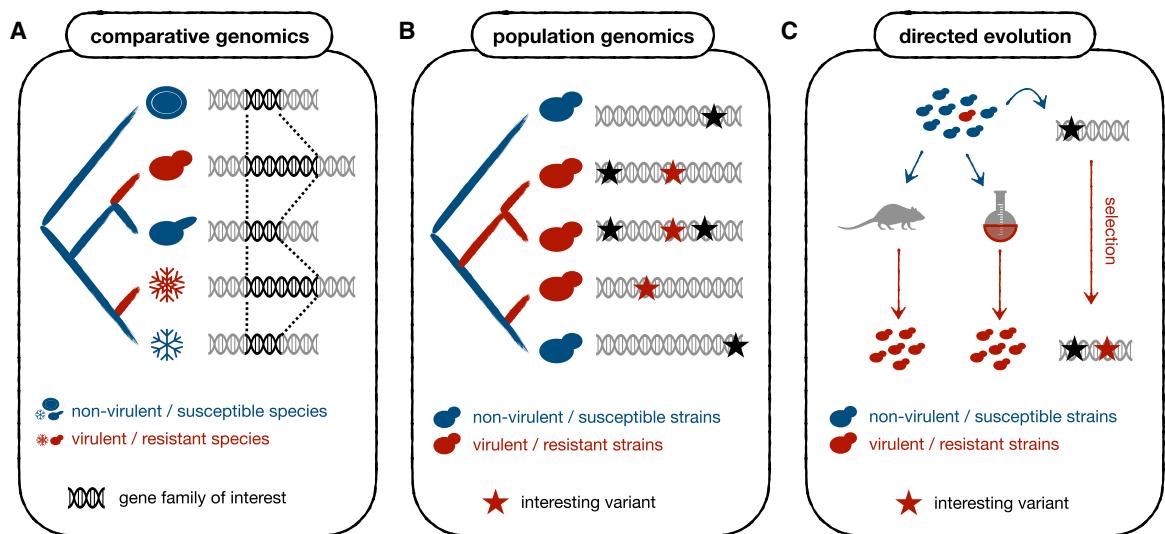 A
comparative genomics
non-virulent / susceptible species
virulent / resistant species
gene family of interest
B
population genomics
non-virulent / susceptible strains
virulent / resistant strains
interesting variant
C
directed evolution
selection
non-virulent / susceptible strains
virulent / resistant strains
interesting variant